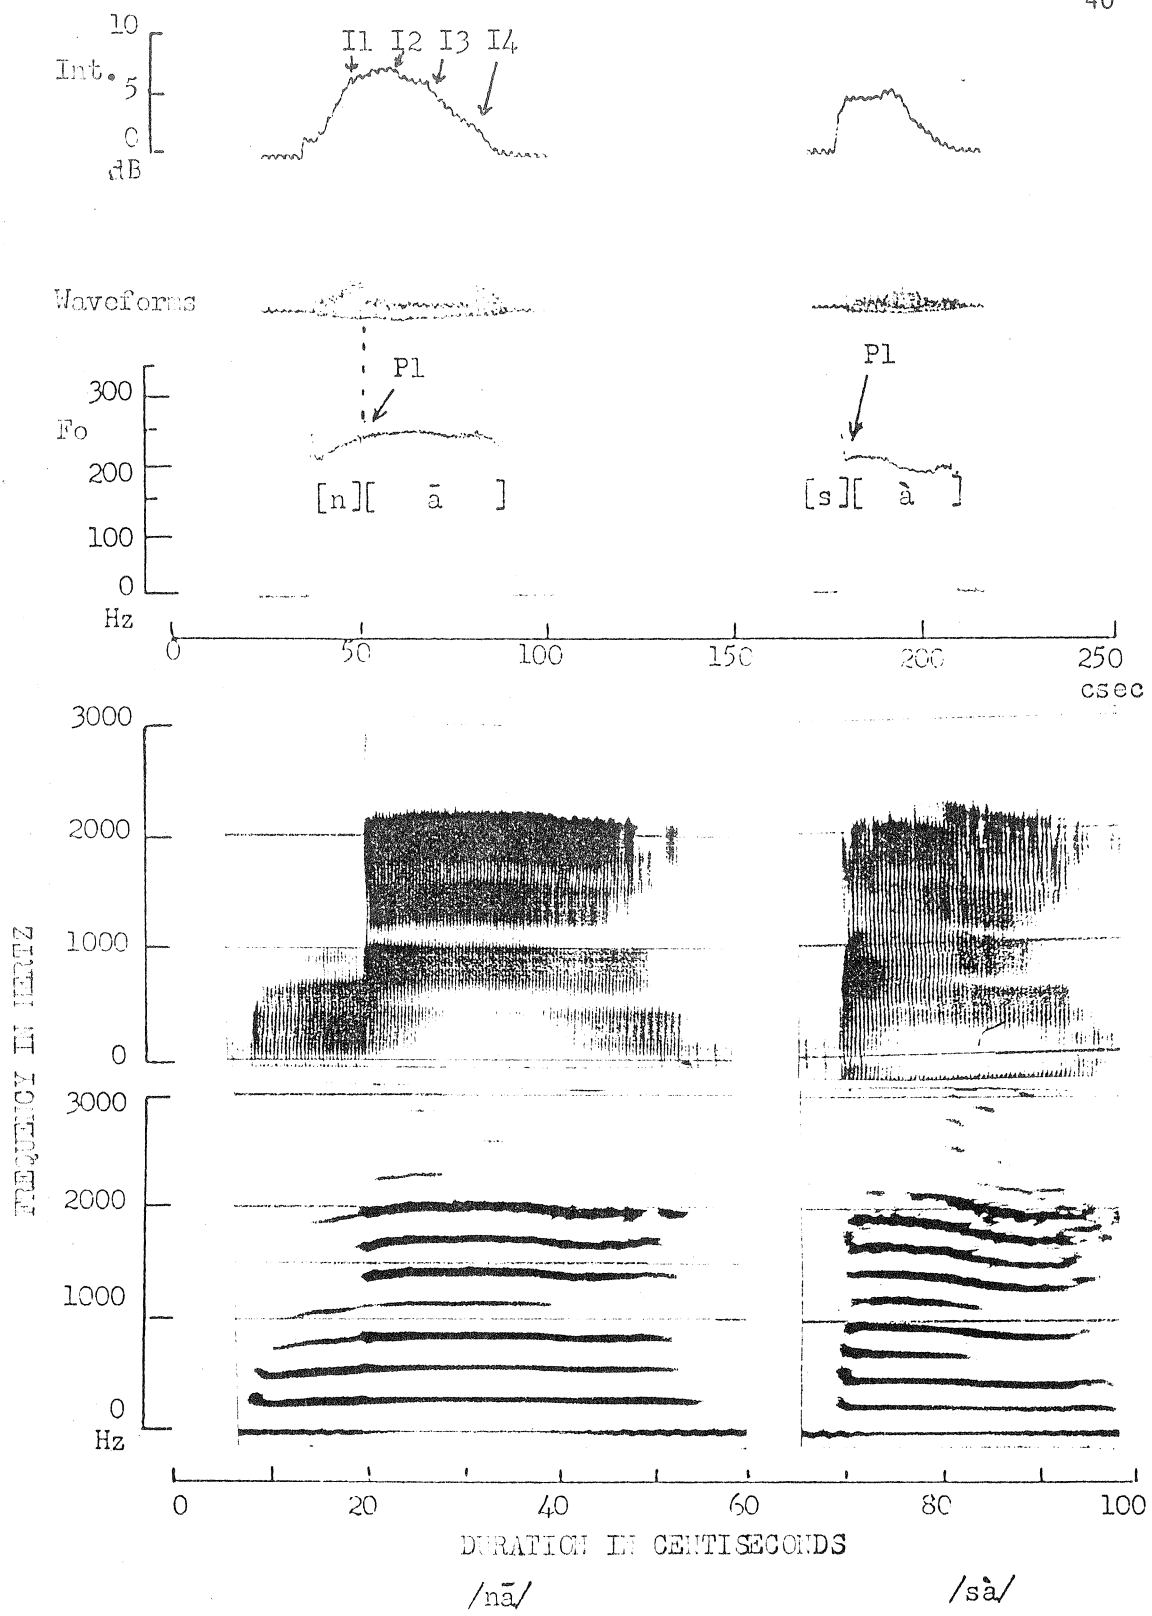 40
10
I1 I2 I3 I4
Int.
5
0
dB
Waveforms
P1 P1
300
Fo
200
[n][ ā ] [s][ à ]
100
0
Hz
0 50 100 150 200 250
csec
3000
2000
1000
0
FREQUENCY IN HERTZ
3000
2000
1000
0
Hz
0 20 40 60 80 100
DURATION IN CENTISECONDS
/nā/ /sà/